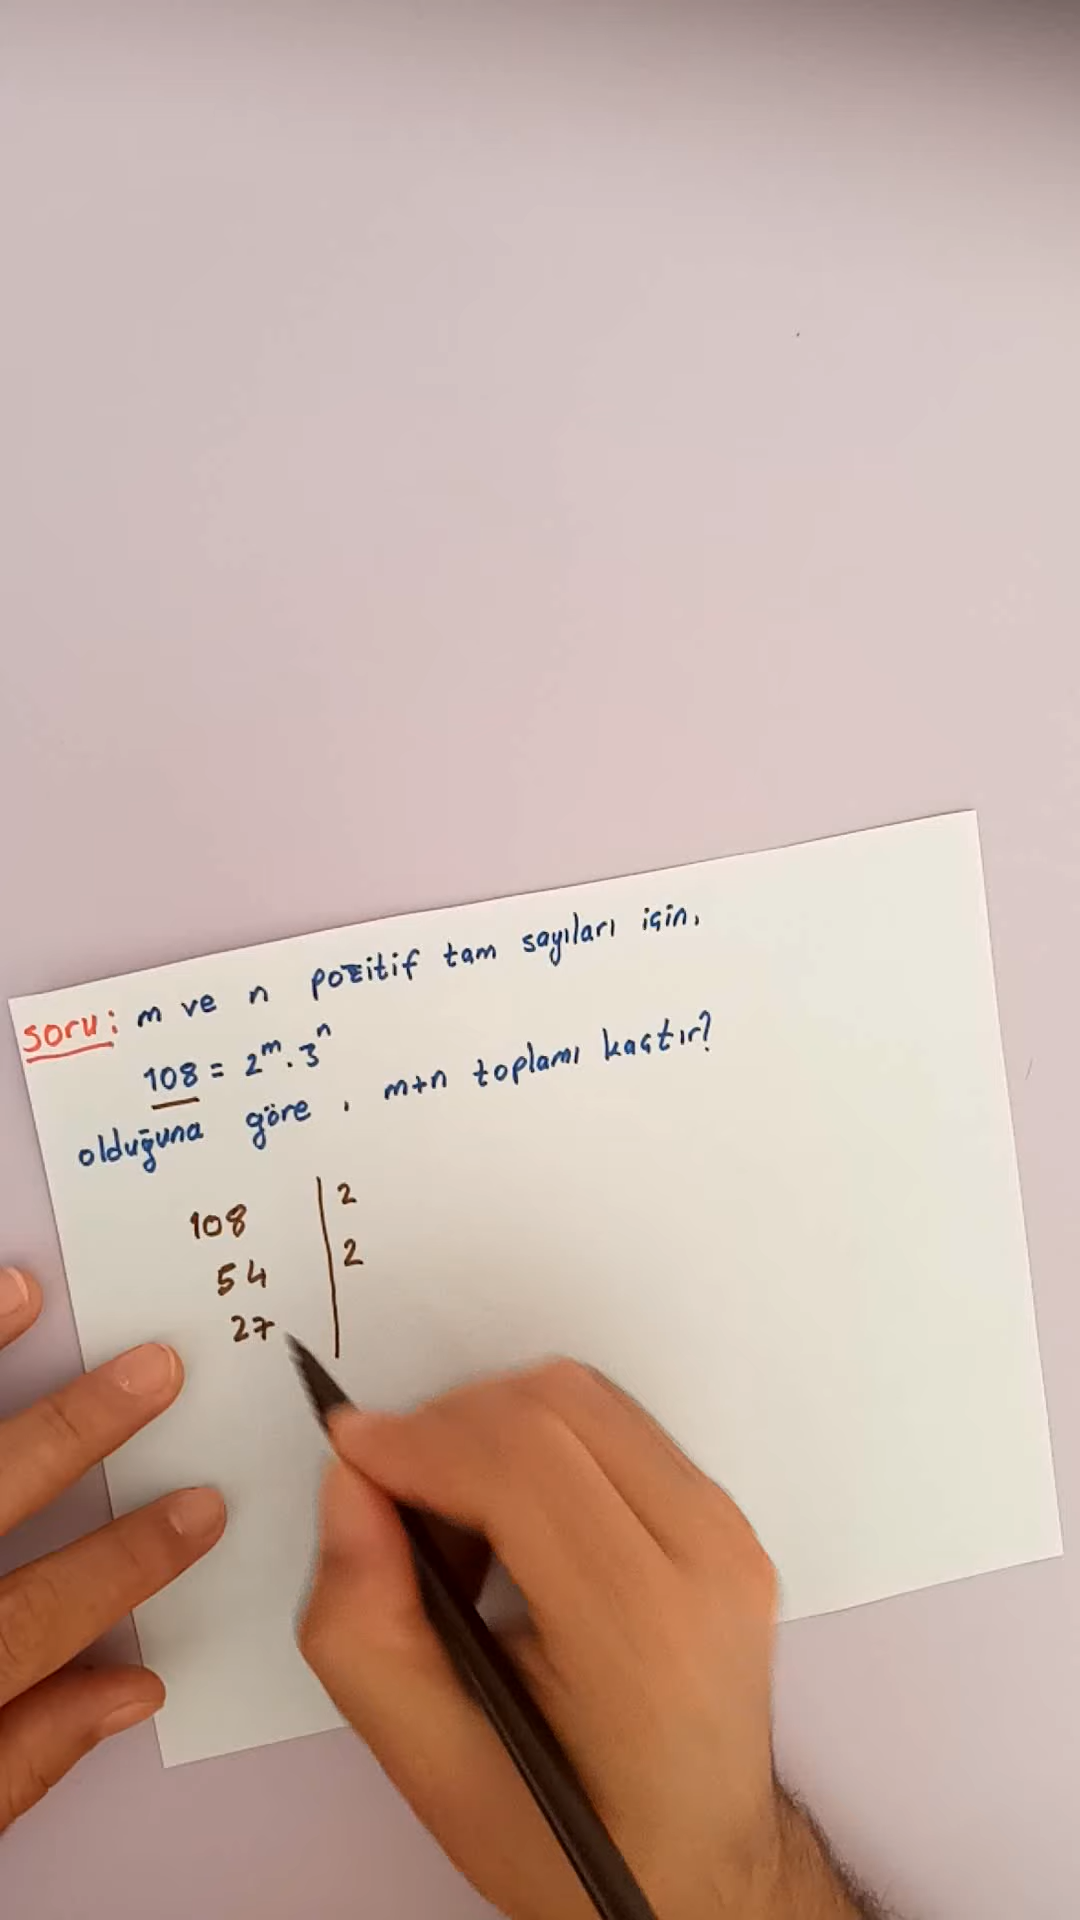 soru: m ve n pozitif tam sayıları için,
108 = 2^m . 3^n
olduğuna göre, m+n toplamı kaçtır?
108 | 2
54 | 2
27 |